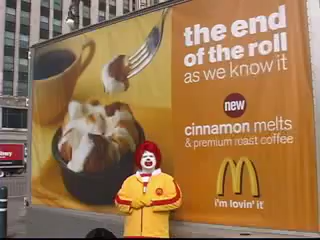 the end
of the roll
as we know it
new
cinnamon melts
& premium roast coffee
i'm lovin' it